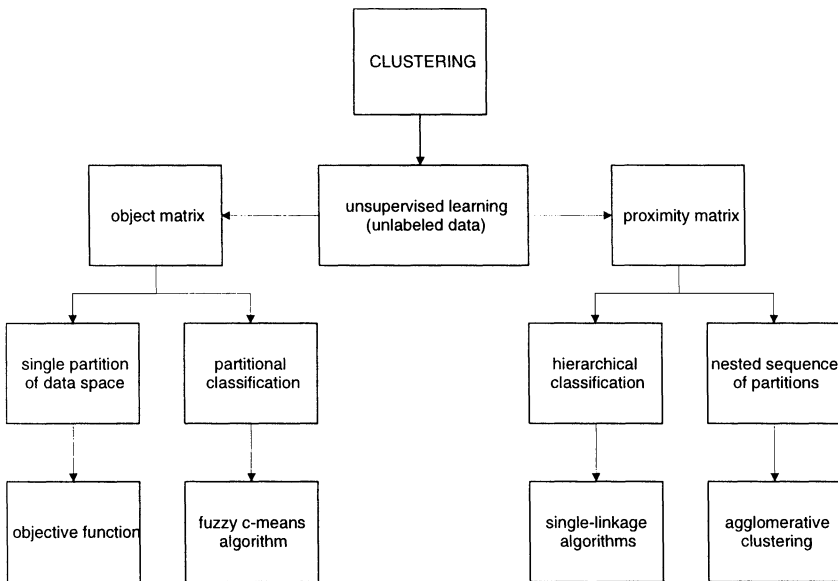 CLUSTERING
object matrix
unsupervised learning
(unlabeled data)
proximity matrix
single partition
of data space
partitional
classification
hierarchical
classification
nested sequence
of partitions
objective function
fuzzy c-means
algorithm
single-linkage
algorithms
agglomerative
clustering